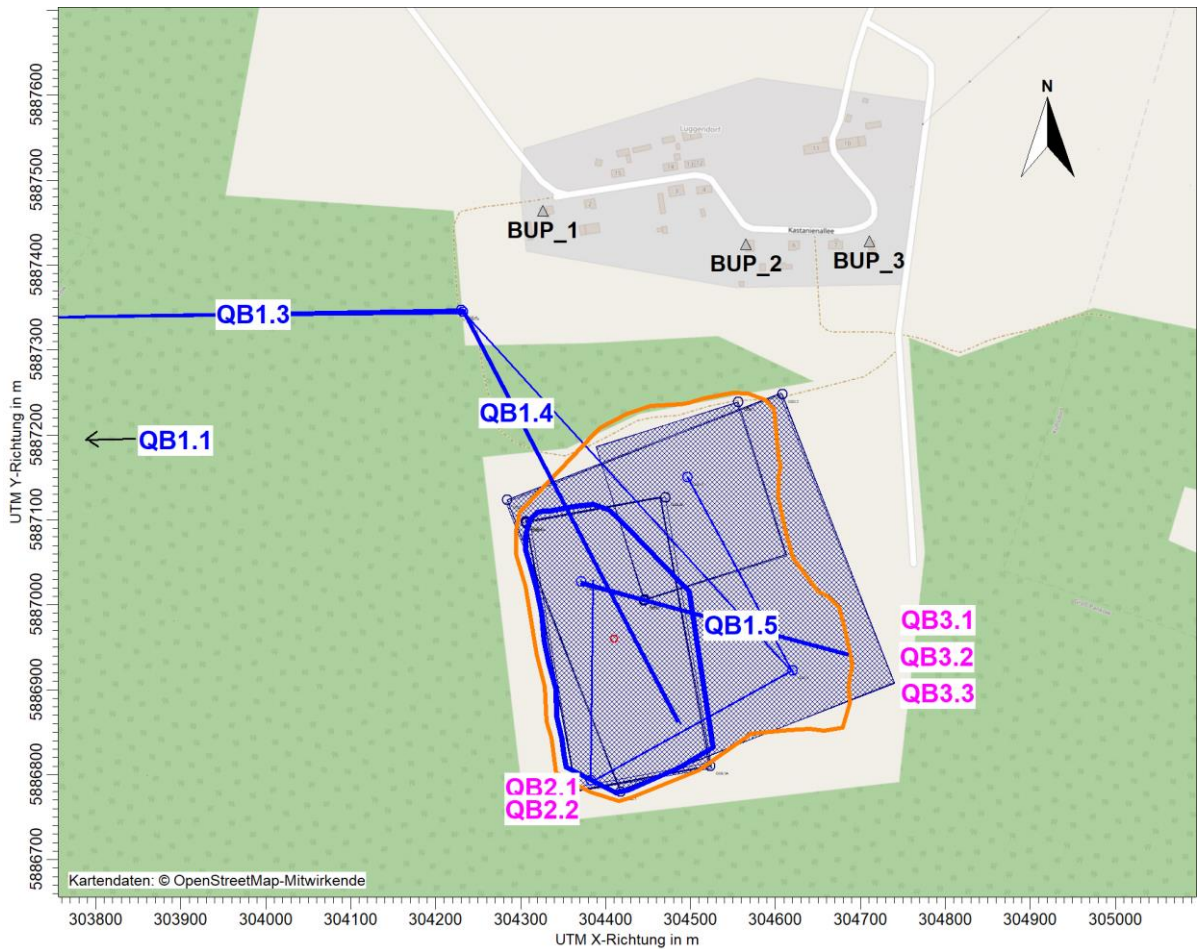 N
Luggendorf
BUP_1
Kastanienallee
BUP_2
BUP_3
QB1.3
QB1.4
QB1.1
QB1.5
QB3.1
QB3.2
QB3.3
QB2.1
QB2.2
Kartendaten: © OpenStreetMap-Mitwirkende
UTM Y-Richtung in m
5887600
5887500
5887400
5887300
5887200
5887100
5887000
5886900
5886800
5886700
303800 303900 304000 304100 304200 304300 304400 304500 304600 304700 304800 304900 305000
UTM X-Richtung in m